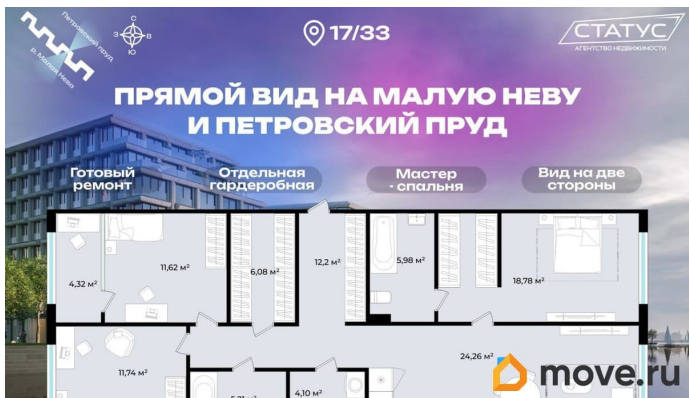 Петровский пруд
р. Малая Нева
С
З
В
Ю
17/33
СТАТУС
АГЕНТСТВО НЕДВИЖИМОСТИ
ПРЯМОЙ ВИД НА МАЛУЮ НЕВУ
И ПЕТРОВСКИЙ ПРУД
Готовый
ремонт
Отдельная
гардеробная
Мастер
- спальня
Вид на две
стороны
4,32 м²
11,62 м²
6,08 м²
12,2 м²
5,98 м²
18,78 м²
11,74 м²
24,26 м²
4,10 м²
move.ru